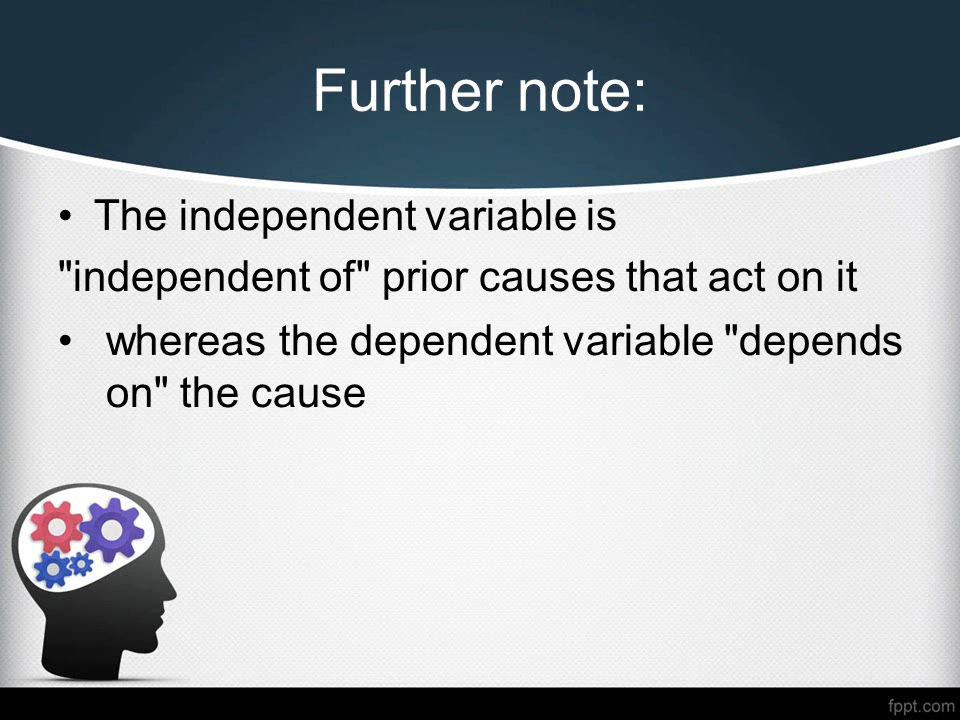 Further note:
• The independent variable is
"independent of" prior causes that act on it
• whereas the dependent variable "depends
on" the cause
fppt.com